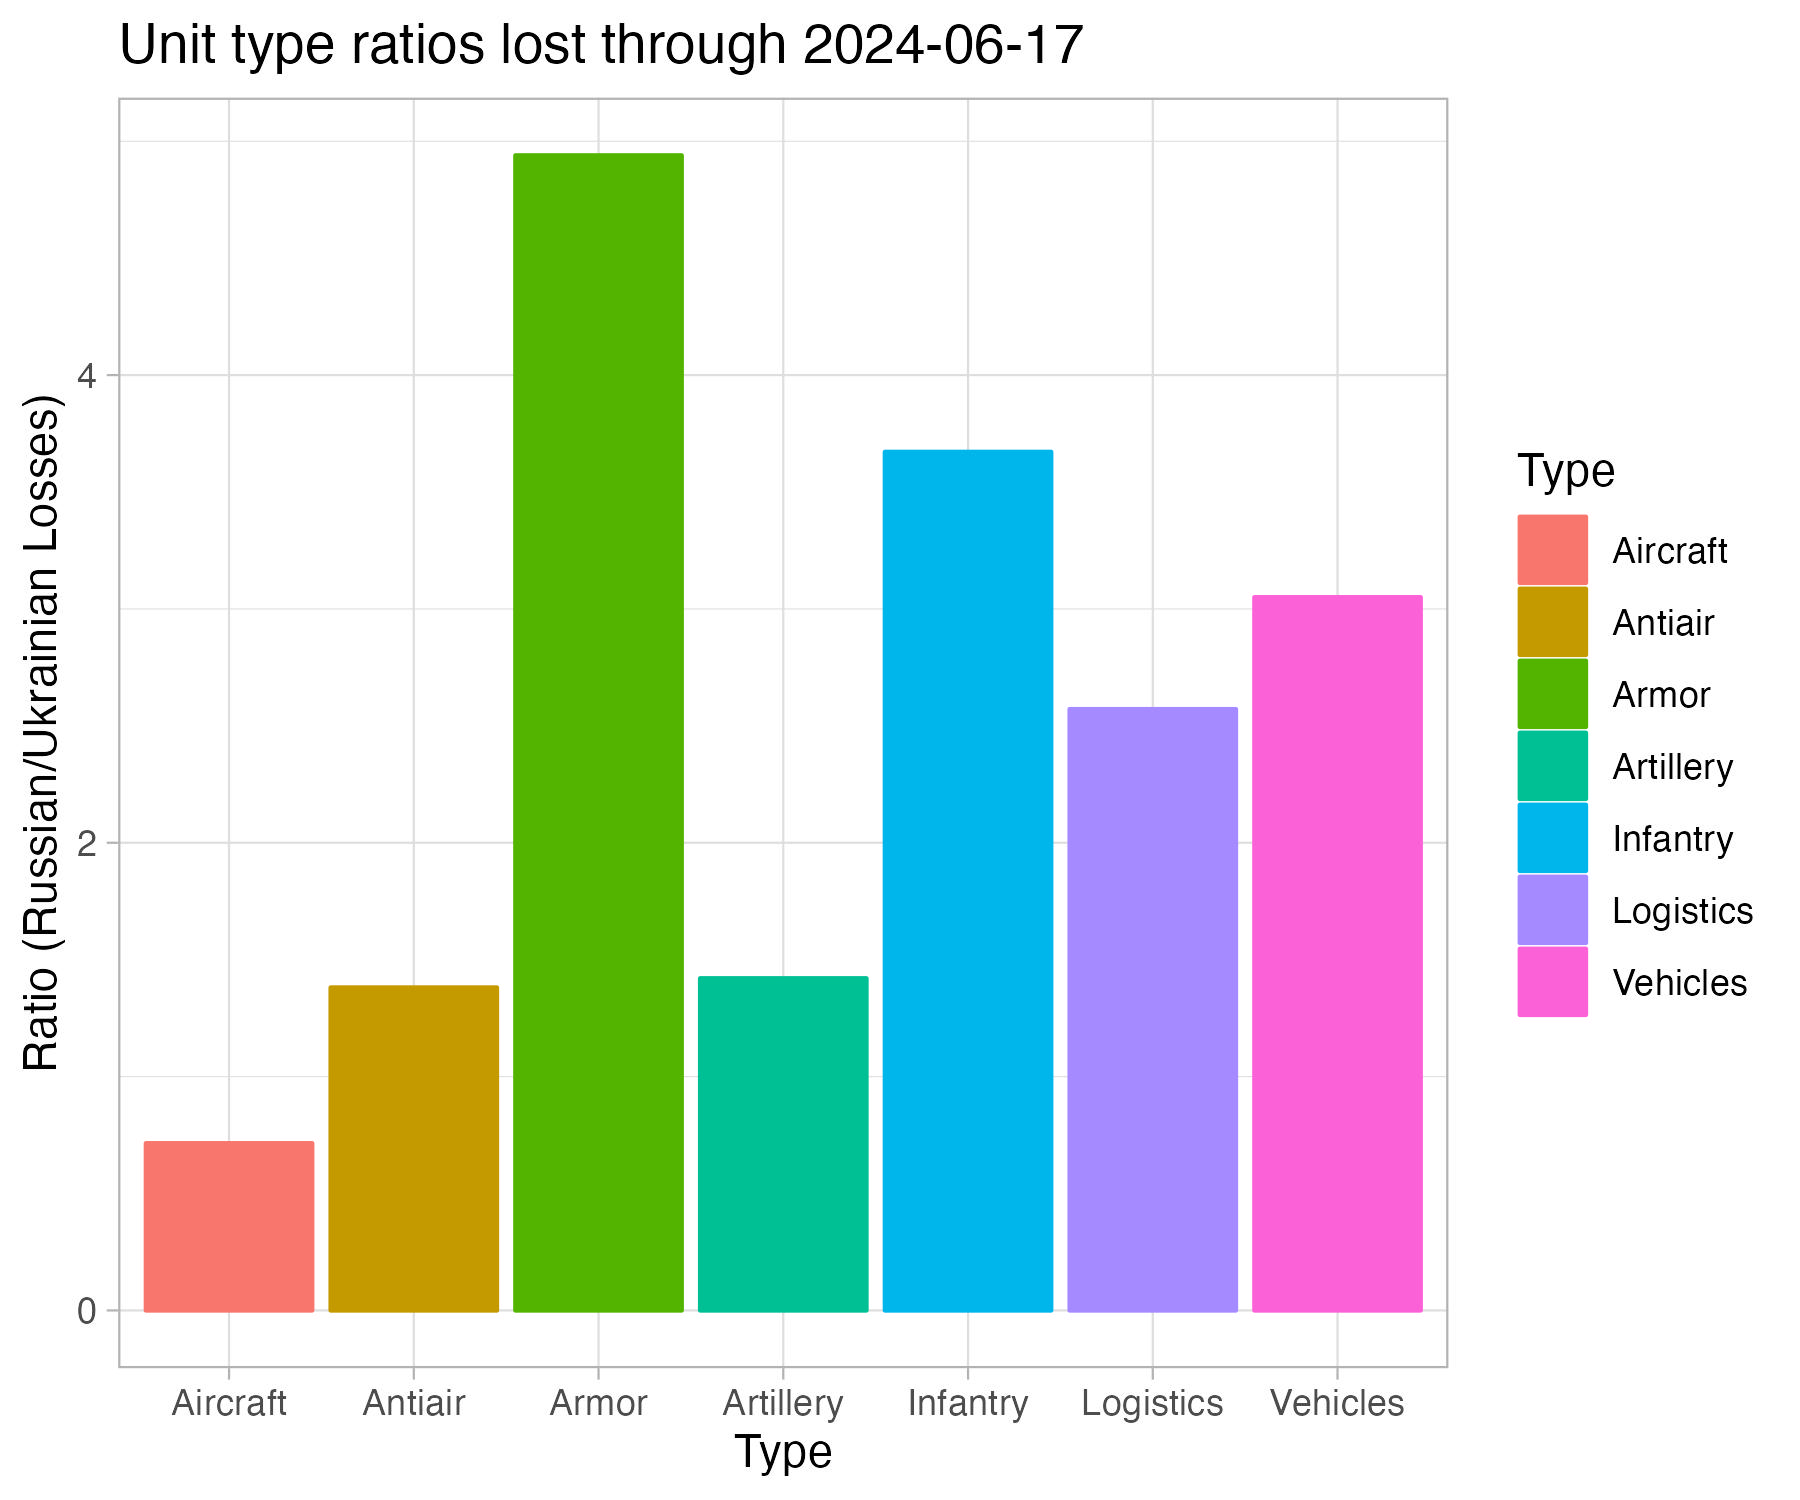 Unit type ratios lost through 2024-06-17
Ratio (Russian/Ukrainian Losses)
4
2
0
Aircraft
Antiair
Armor
Artillery
Infantry
Logistics
Vehicles
Type
Type
Aircraft
Antiair
Armor
Artillery
Infantry
Logistics
Vehicles